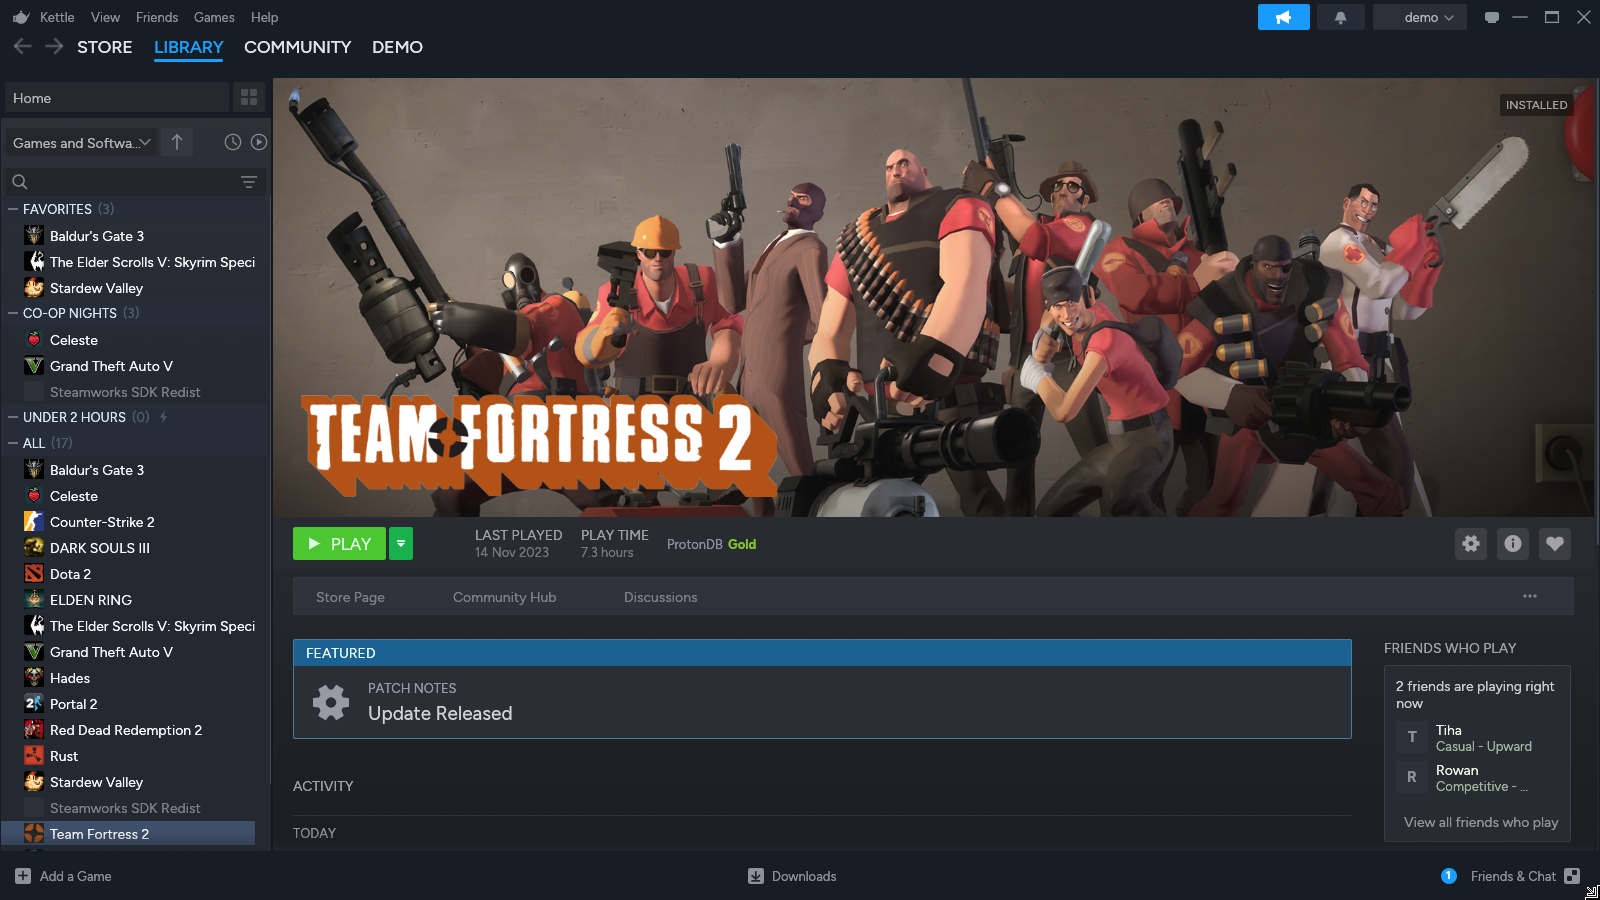 Kettle View Friends Games Help
demo
STORE LIBRARY COMMUNITY DEMO
Home
Games and Softwa...
FAVORITES (3)
Baldur's Gate 3
The Elder Scrolls V: Skyrim Speci
Stardew Valley
CO-OP NIGHTS (3)
Celeste
Grand Theft Auto V
Steamworks SDK Redist
UNDER 2 HOURS (0)
ALL (17)
Baldur's Gate 3
Celeste
Counter-Strike 2
DARK SOULS III
Dota 2
ELDEN RING
The Elder Scrolls V: Skyrim Speci
Grand Theft Auto V
Hades
Portal 2
Red Dead Redemption 2
Rust
Stardew Valley
Steamworks SDK Redist
Team Fortress 2
INSTALLED
TEAM FORTRESS 2
PLAY
LAST PLAYED
14 Nov 2023
PLAY TIME
7.3 hours
ProtonDB Gold
Store Page Community Hub Discussions
FEATURED
PATCH NOTES
Update Released
ACTIVITY
TODAY
FRIENDS WHO PLAY
2 friends are playing right
now
T
Tiha
Casual - Upward
R
Rowan
Competitive - ...
View all friends who play
Add a Game
Downloads
1 Friends & Chat